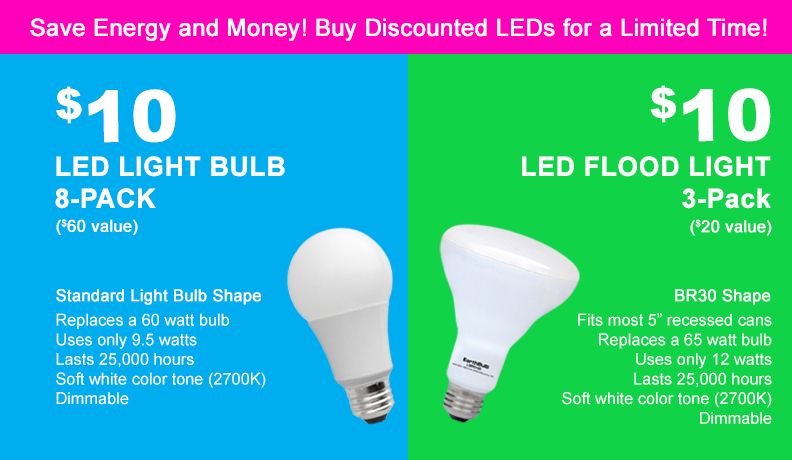 Save Energy and Money! Buy Discounted LEDs for a Limited Time!
$10
LED LIGHT BULB
8-PACK
($60 value)
Standard Light Bulb Shape
Replaces a 60 watt bulb
Uses only 9.5 watts
Lasts 25,000 hours
Soft white color tone (2700K)
Dimmable
$10
LED FLOOD LIGHT
3-Pack
($20 value)
BR30 Shape
Fits most 5” recessed cans
Replaces a 65 watt bulb
Uses only 12 watts
Lasts 25,000 hours
Soft white color tone (2700K)
Dimmable
EarthBulb